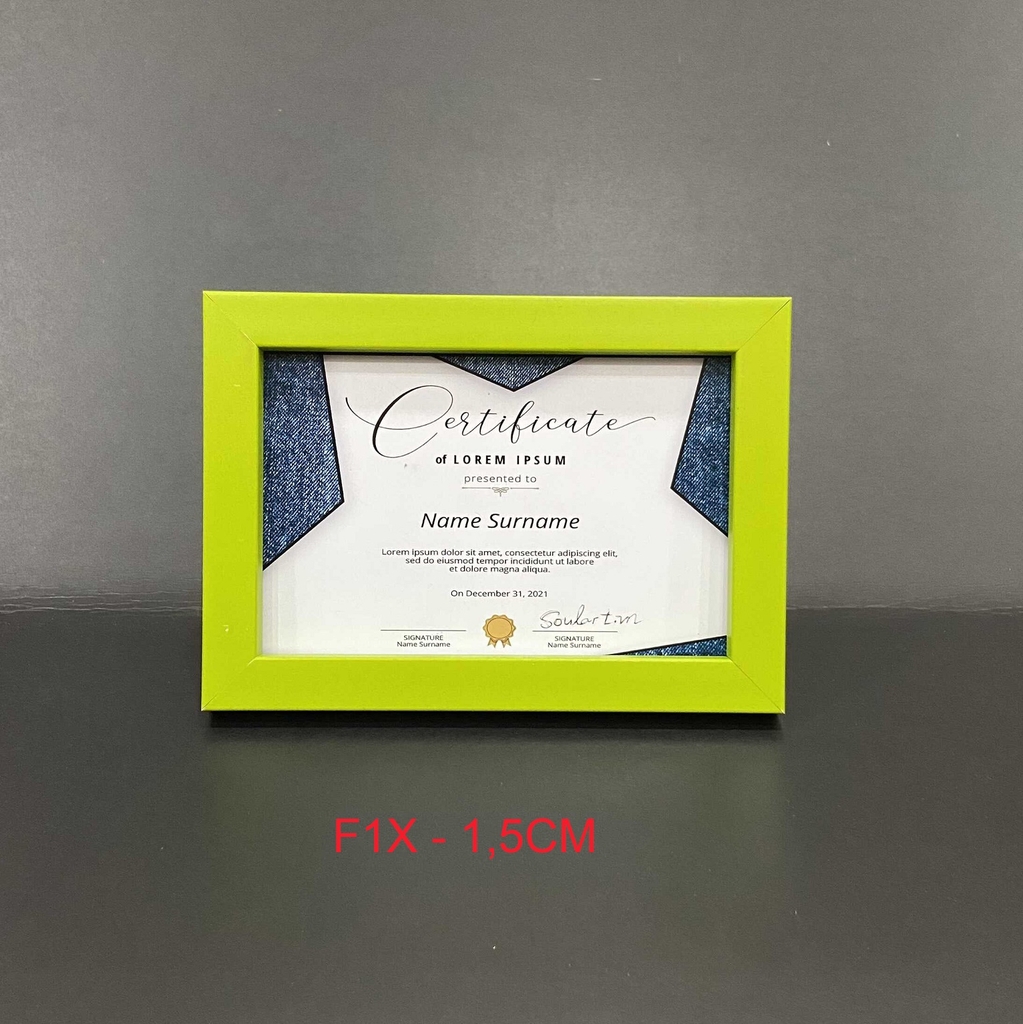 Certificate
of LOREM IPSUM
presented to
Name Surname
Lorem ipsum dolor sit amet, consectetur adipiscing elit,
sed do eiusmod tempor incididunt ut labore
et dolore magna aliqua.
On December 31, 2021
Soulart.vn
SIGNATURE SIGNATURE
Name Surname Name Surname
F1X - 1,5CM